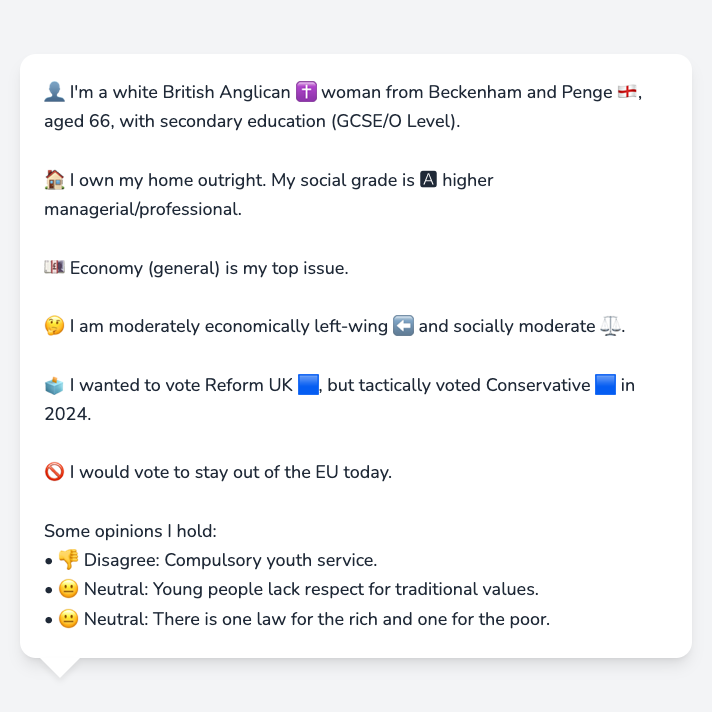 👤 I'm a white British Anglican ✝️ woman from Beckenham and Penge 🏴󠁧󠁢󠁥󠁮󠁧󠁿,
aged 66, with secondary education (GCSE/O Level).
🏠 I own my home outright. My social grade is 🅰 higher
managerial/professional.
💷 Economy (general) is my top issue.
🤔 I am moderately economically left-wing ⬅️ and socially moderate ⚖️.
🗳️ I wanted to vote Reform UK 🟦, but tactically voted Conservative 🟦 in
2024.
🚫 I would vote to stay out of the EU today.
Some opinions I hold:
• 👎 Disagree: Compulsory youth service.
• 😐 Neutral: Young people lack respect for traditional values.
• 😐 Neutral: There is one law for the rich and one for the poor.